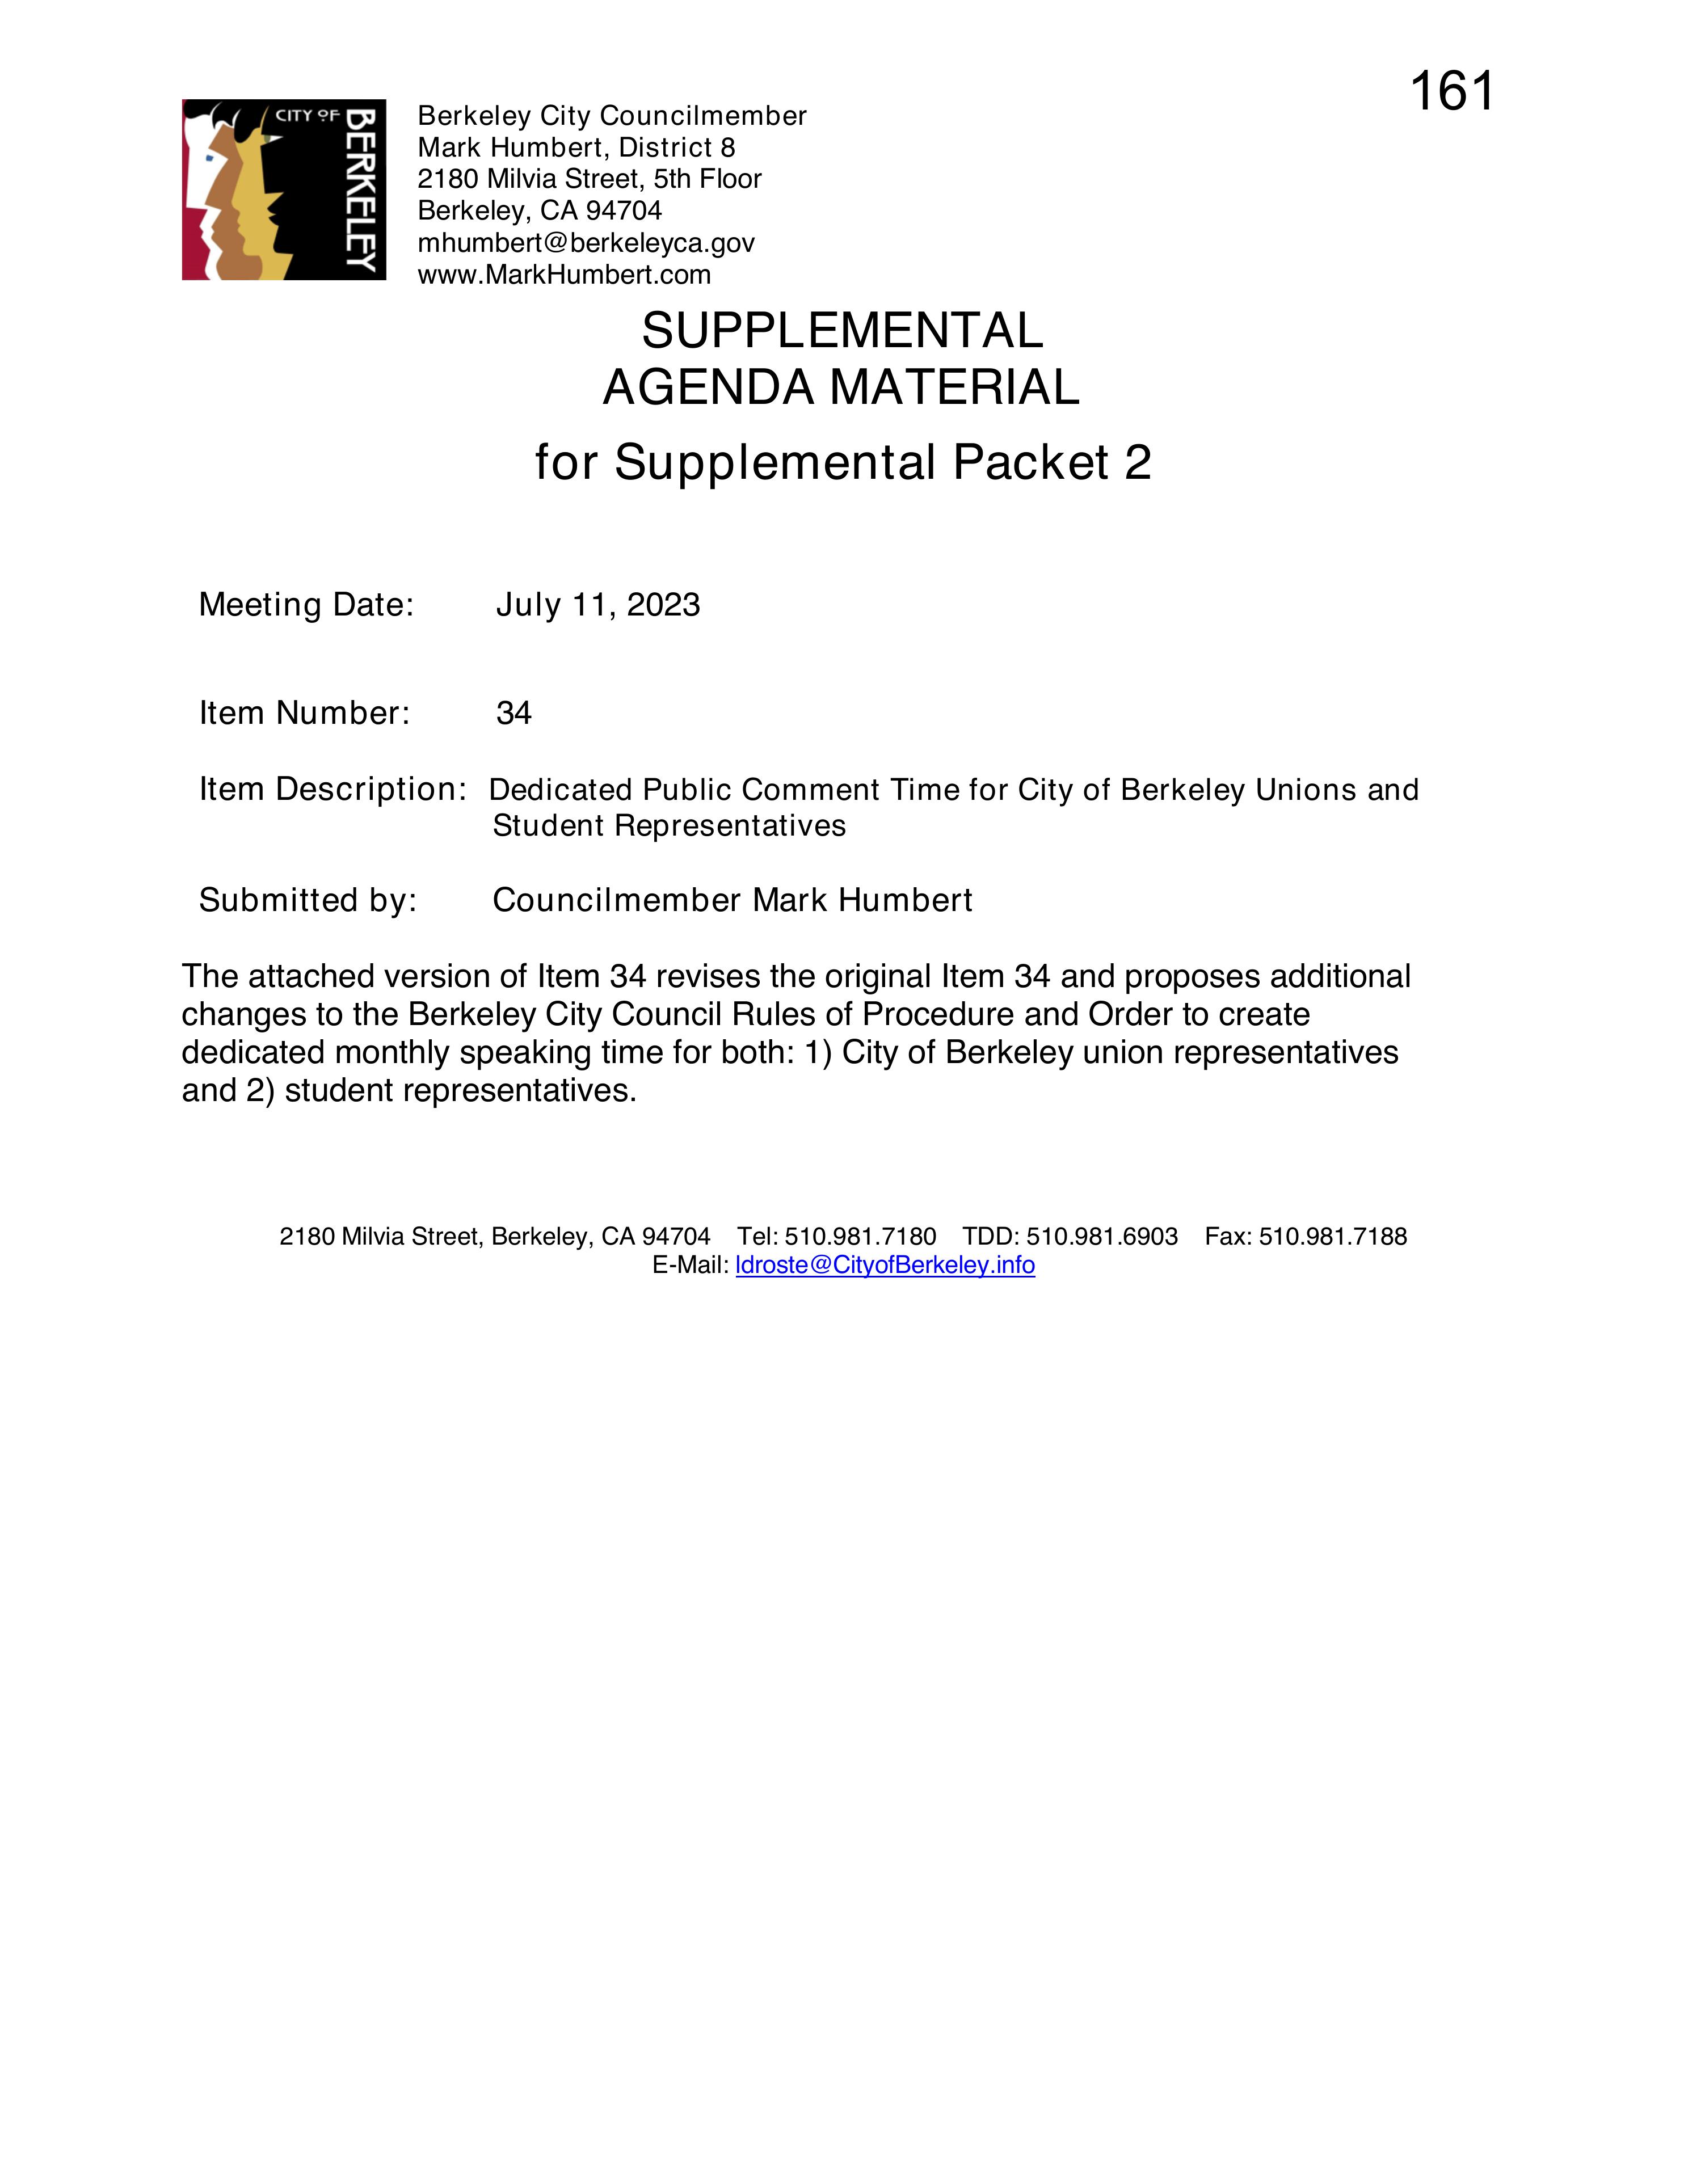 161
CITY OF
BERKELEY
Berkeley City Councilmember
Mark Humbert, District 8
2180 Milvia Street, 5th Floor
Berkeley, CA 94704
mhumbert@berkeleyca.gov
www.MarkHumbert.com
SUPPLEMENTAL
AGENDA MATERIAL
for Supplemental Packet 2
Meeting Date: July 11, 2023
Item Number: 34
Item Description: Dedicated Public Comment Time for City of Berkeley Unions and
Student Representatives
Submitted by: Councilmember Mark Humbert
The attached version of Item 34 revises the original Item 34 and proposes additional
changes to the Berkeley City Council Rules of Procedure and Order to create
dedicated monthly speaking time for both: 1) City of Berkeley union representatives
and 2) student representatives.
2180 Milvia Street, Berkeley, CA 94704 Tel: 510.981.7180 TDD: 510.981.6903 Fax: 510.981.7188
E-Mail: ldroste@CityofBerkeley.info